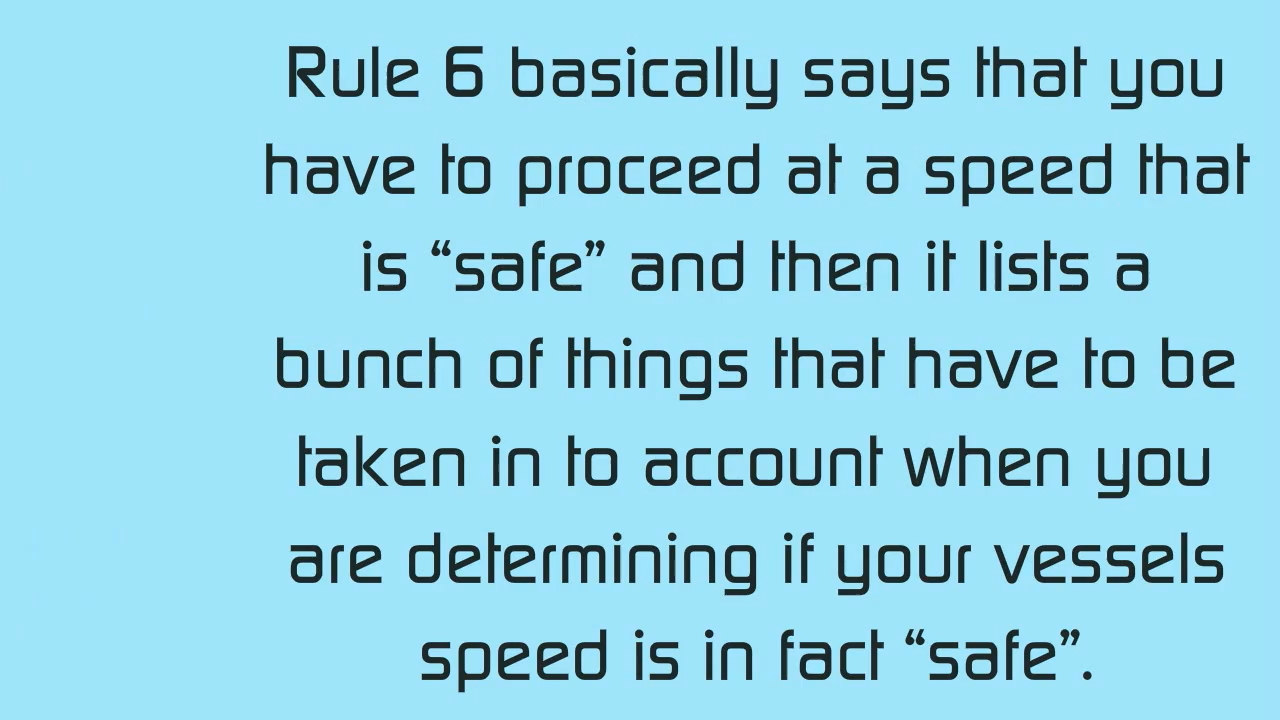 Rule 6 basically says that you
have to proceed at a speed that
is “safe” and then it lists a
bunch of things that have to be
taken in to account when you
are determining if your vessels
speed is in fact “safe”.